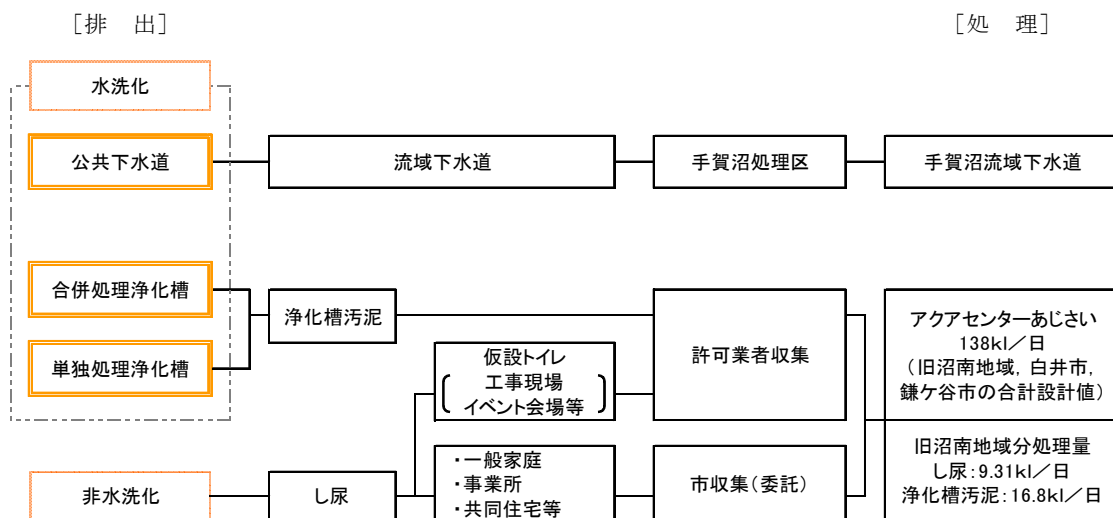 ［排　出］
［処　理］
水洗化
公共下水道
流域下水道
手賀沼処理区
手賀沼流域下水道
合併処理浄化槽
単独処理浄化槽
浄化槽汚泥
仮設トイレ
工事現場
イベント会場等
許可業者収集
アクアセンターあじさい
138kl／日
（旧沼南地域，白井市，
鎌ケ谷市の合計設計値）
非水洗化
し尿
・一般家庭
・事業所
・共同住宅等
市収集（委託）
旧沼南地域分処理量
し尿：9.31kl／日
浄化槽汚泥：16.8kl／日